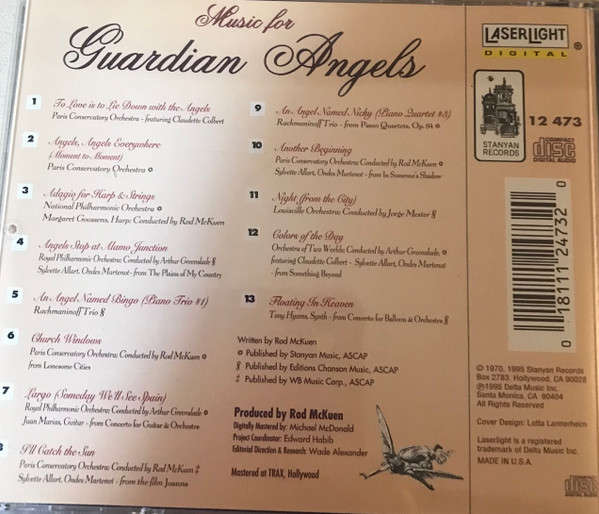 Music for
Guardian Angels
1 To Love is to Lie Down with the Angels
Paris Conservatory Orchestra - featuring Claudette Colbert
2 Angels, Angels Everywhere
(Moment to Moment)
Paris Conservatory Orchestra
3 Adagio for Harp & Strings
National Philharmonic Orchestra
Margaret Goossens, Harp: Conducted by Rod McKuen
4 Angels Stop at Alamo Junction
Royal Philharmonic Orchestra: Conducted by Arthur Greenslade §
Sylvette Allart, Ondes Martenot - from The Plains of My Country
5 An Angel Named Bingo (Piano Trio #1)
Rachmaninoff Trio §
6 Church Windows
Paris Conservatory Orchestra: Conducted by Rod McKuen
from Lonesome Cities
7 Largo (Someday We'll See Spain)
Royal Philharmonic Orchestra: Conducted by Arthur Greenslade
Juan Marias, Guitar - from Concerto for Guitar & Orchestra
I'll Catch the Sun
Paris Conservatory Orchestra: Conducted by Rod McKuen ‡
Sylvette Allart, Ondes Martenot - from the film: Joanna
9 An Angel Named Nicky (Piano Quartet #3)
Rachmaninoff Trio - from Piano Quartets, Op. 54
10 Another Beginning
Paris Conservatory Orchestra: Conducted by Rod McKuen
Sylvette Allart, Ondes Martenot - from In Someone's Shadow
11 Night (from the City)
Louisville Orchestra: Conducted by Jorge Mester §
12 Colors of the Day
Orchestra of Two Worlds: Conducted by Arthur Greenslade,
featuring Claudette Colbert - Sylvette Allart, Ondes Martenot -
from Something Beyond
13 Floating In Heaven
Tony Hymas, Synth - from Concerto for Balloons & Orchestra §
Written by Rod McKuen
Published by Stanyan Music, ASCAP
§ Published by Editions Chanson Music, ASCAP
‡ Published by WB Music Corp., ASCAP
Produced by Rod McKuen
Digitally Mastered by: Michael McDonald
Project Coordinator: Edward Habib
Editorial Direction & Research: Wade Alexander
Mastered at TRAX, Hollywood
LASERLIGHT ®
DIGITAL
STANYAN
RECORDS
12 473
COMPACT
disc
DIGITAL AUDIO
0 18111 24732 0
© 1970, 1995 Stanyan Records
Box 2783, Hollywood, CA 90028
℗1995 Delta Music Inc.
Santa Monica, CA 90404
All Rights Reserved
Cover Design: Lotta Lannerheim
Laserlight is a registered
trademark of Delta Music Inc.
MADE IN U.S.A.
disc